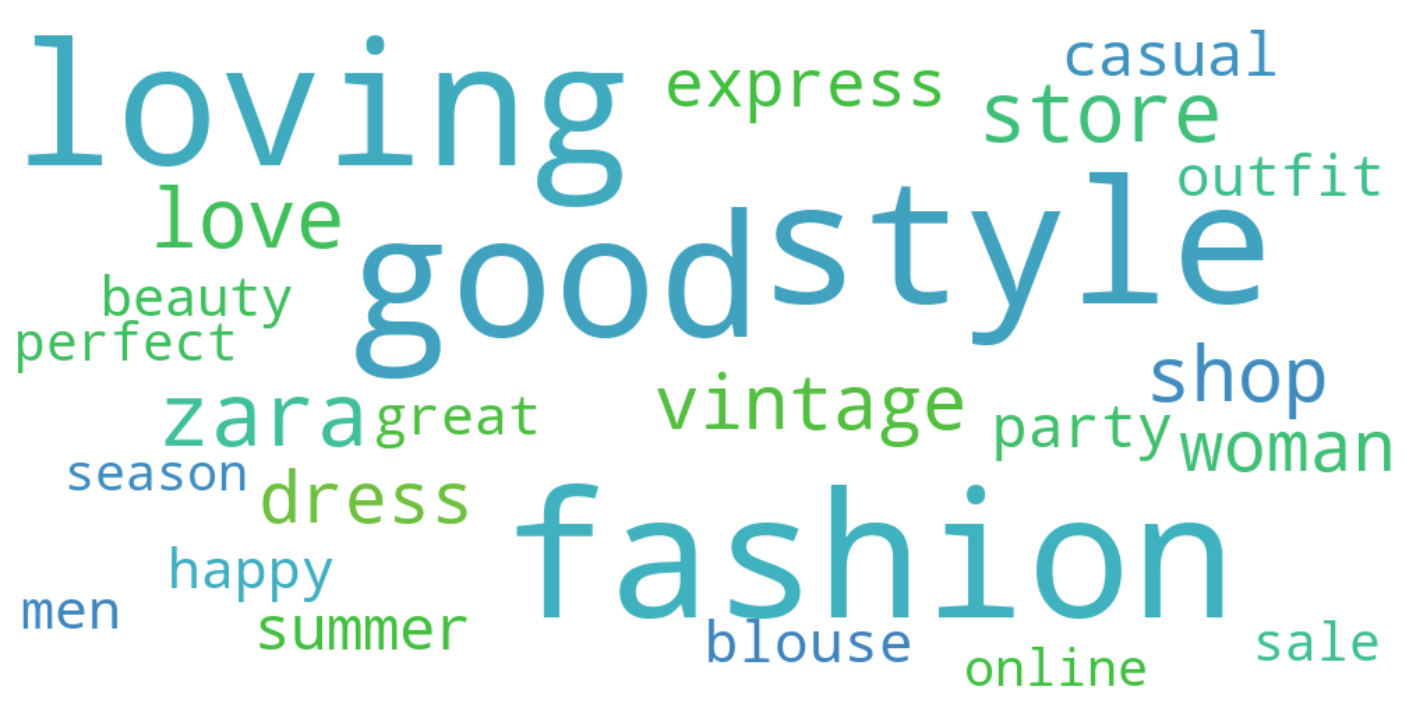 loving
express
casual
store
outfit
love
good
style
beauty
perfect
shop
zara
great
vintage
party
woman
season
dress
fashion
happy
men
summer
blouse
online
sale